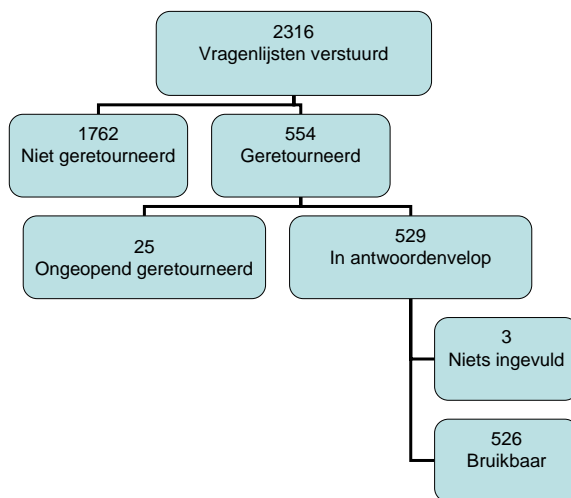 2316
Vragenlijsten verstuurd
1762
Niet geretourneerd
554
Geretourneerd
25
Ongeopend geretourneerd
529
In antwoordenvelop
3
Niets ingevuld
526
Bruikbaar